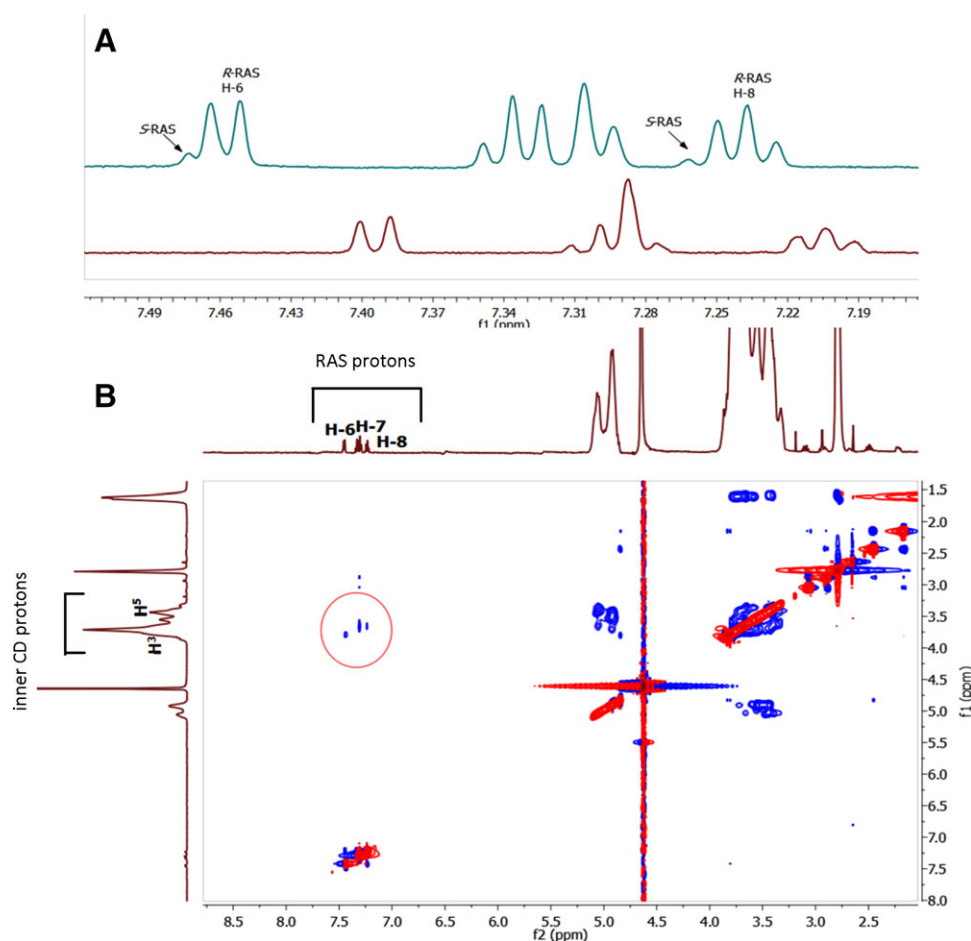 A
R-RAS
H-6
S-RAS
R-RAS
H-8
S-RAS
7.49 7.46 7.43 7.40 7.37 7.34 7.31 7.28 7.25 7.22 7.19
f1 (ppm)
RAS protons
B
H-6 H-7
H-8
inner CD protons
H5
H3
1.5
2.0
2.5
3.0
3.5
4.0
4.5
5.0
5.5
6.0
6.5
7.0
7.5
8.0
f1 (ppm)
8.5 8.0 7.5 7.0 6.5 6.0 5.5 5.0 4.5 4.0 3.5 3.0 2.5
f2 (ppm)